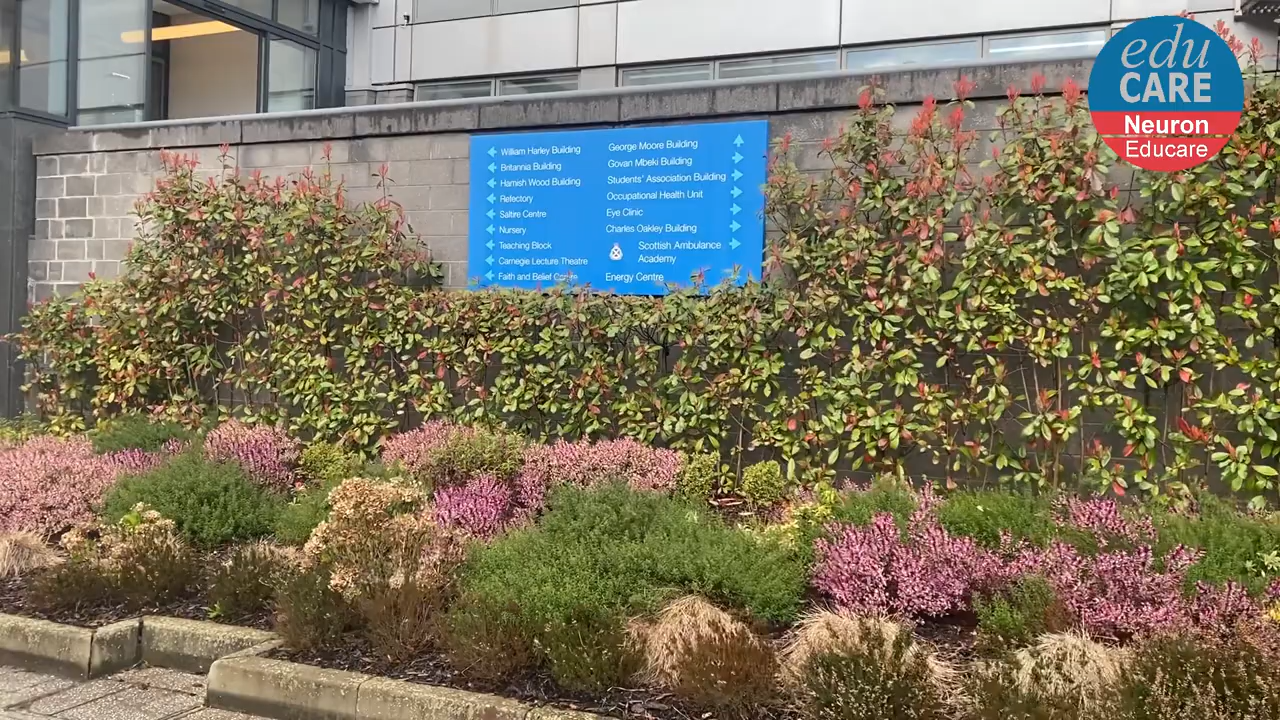 edu
CARE
Neuron
Educare
William Harley Building
Britannia Building
Hamish Wood Building
Refectory
Saltire Centre
Nursery
Teaching Block
Carnegie Lecture Theatre
Faith and Belief Centre
George Moore Building
Govan Mbeki Building
Students' Association Building
Occupational Health Unit
Eye Clinic
Charles Oakley Building
Scottish Ambulance
Academy
Energy Centre